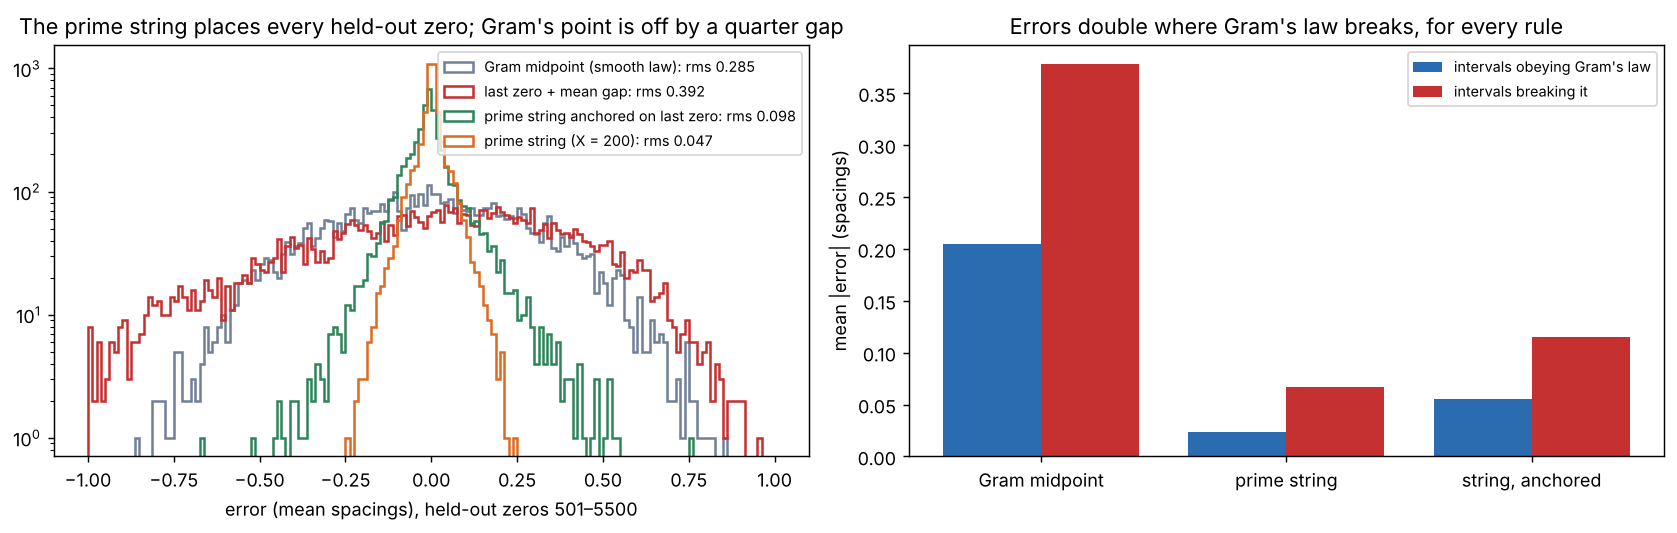 The prime string places every held-out zero; Gram's point is off by a quarter gap
10³
10²
10¹
10⁰
Gram midpoint (smooth law): rms 0.285
last zero + mean gap: rms 0.392
prime string anchored on last zero: rms 0.098
prime string (X = 200): rms 0.047
−1.00 −0.75 −0.50 −0.25 0.00 0.25 0.50 0.75 1.00
error (mean spacings), held-out zeros 501–5500
Errors double where Gram's law breaks, for every rule
mean |error| (spacings)
0.35
0.30
0.25
0.20
0.15
0.10
0.05
0.00
intervals obeying Gram's law
intervals breaking it
Gram midpoint prime string string, anchored